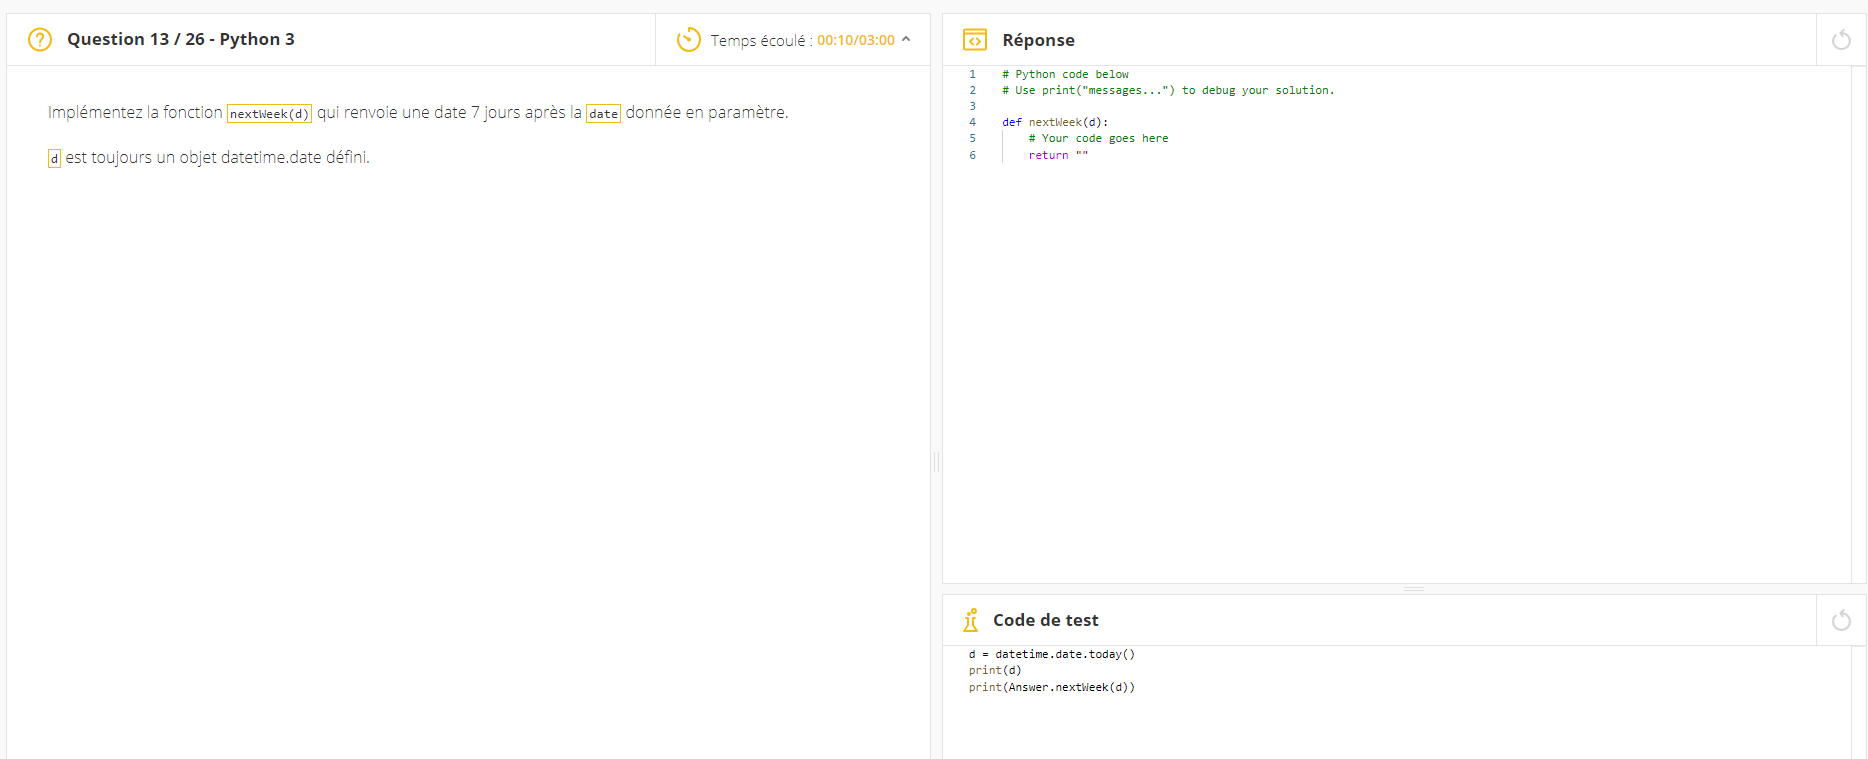 Question 13 / 26 - Python 3
Temps écoulé : 00:10/03:00
Implémentez la fonction nextWeek(d) qui renvoie une date 7 jours après la date donnée en paramètre.
d est toujours un objet datetime.date défini.
Réponse
1 # Python code below
2 # Use print("messages...") to debug your solution.
3
4 def nextWeek(d):
5     # Your code goes here
6     return ""
Code de test
d = datetime.date.today()
print(d)
print(Answer.nextWeek(d))